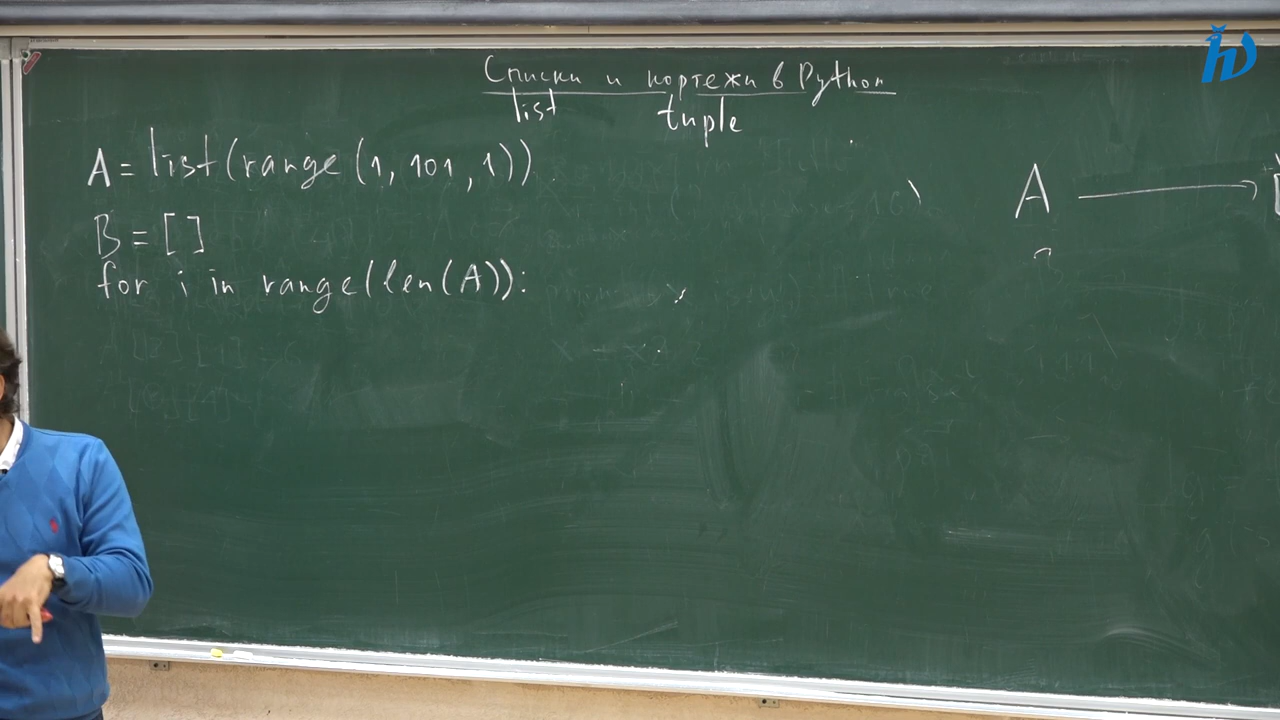 Списки и кортежи в Python
list tuple
A = list(range(1, 101, 1))
B = []
for i in range(len(A)):
A